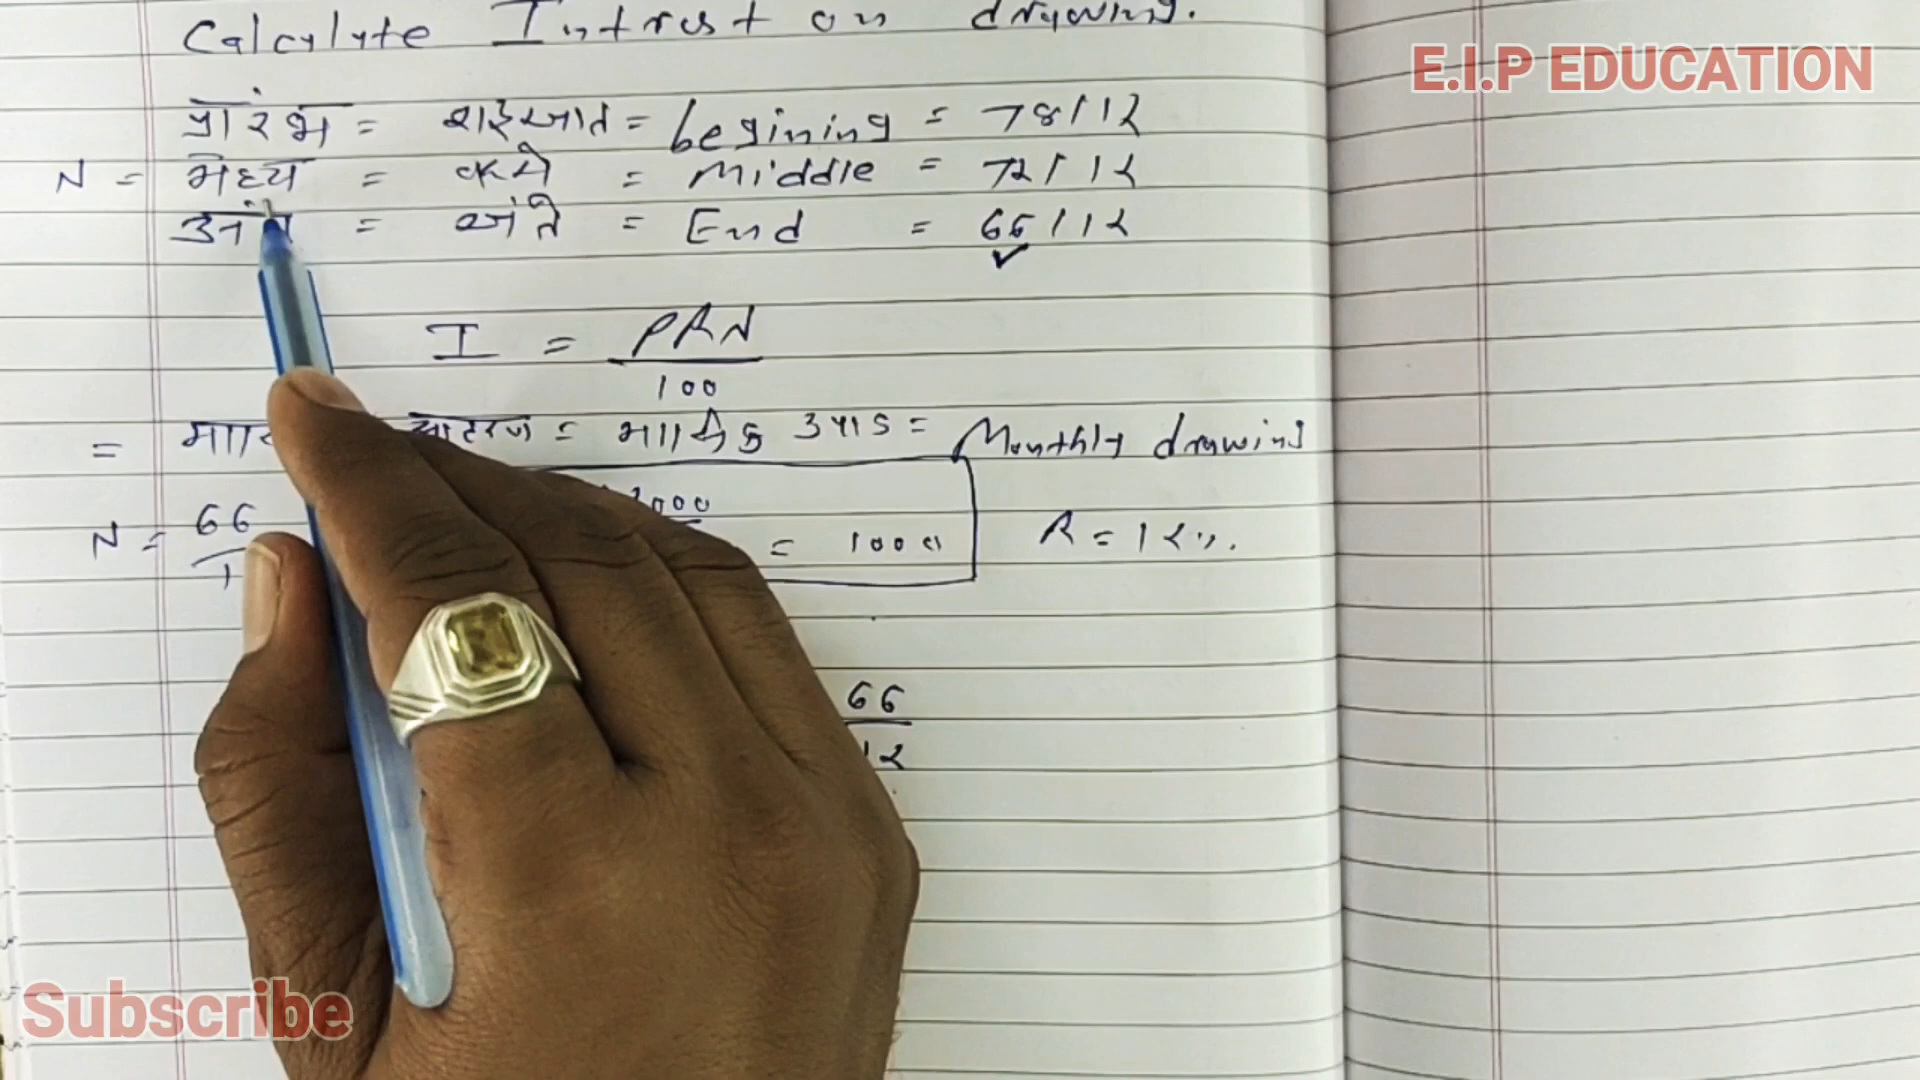 Calculyte Intrest on drawing.
E.I.P EDUCATION
प्रारंभ = શરૂઆત = begining = 78/12
N = मध्य = વચ્ચે = Middle = 72/12
अंत = અંતે = End = 66/12
I = PRN
100
= = માસિક ઉપાડ = Monthly drawing
N = 66
= 1000
R = 12%.
66
12
Subscribe